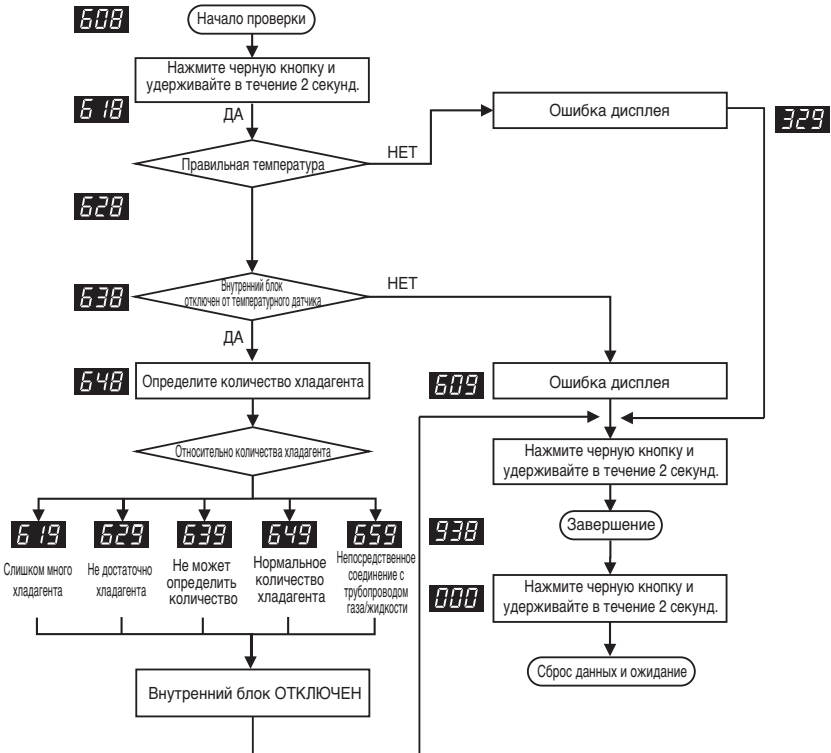 608
Начало проверки
Нажмите черную кнопку и
удерживайте в течение 2 секунд.
618
ДА
Ошибка дисплея
329
Правильная температура
НЕТ
628
638
Внутренний блок
отключен от температурного датчика
НЕТ
ДА
648
Определите количество хладагента
609
Ошибка дисплея
Относительно количества хладагента
Нажмите черную кнопку и
удерживайте в течение 2 секунд.
619
629
639
649
659
Слишком много
хладагента
Не достаточно
хладагента
Не может
определить
количество
Нормальное
количество
хладагента
Непосредственное
соединение с
трубопроводом
газа/жидкости
938
Завершение
000
Нажмите черную кнопку и
удерживайте в течение 2 секунд.
Внутренний блок ОТКЛЮЧЕН
Сброс данных и ожидание